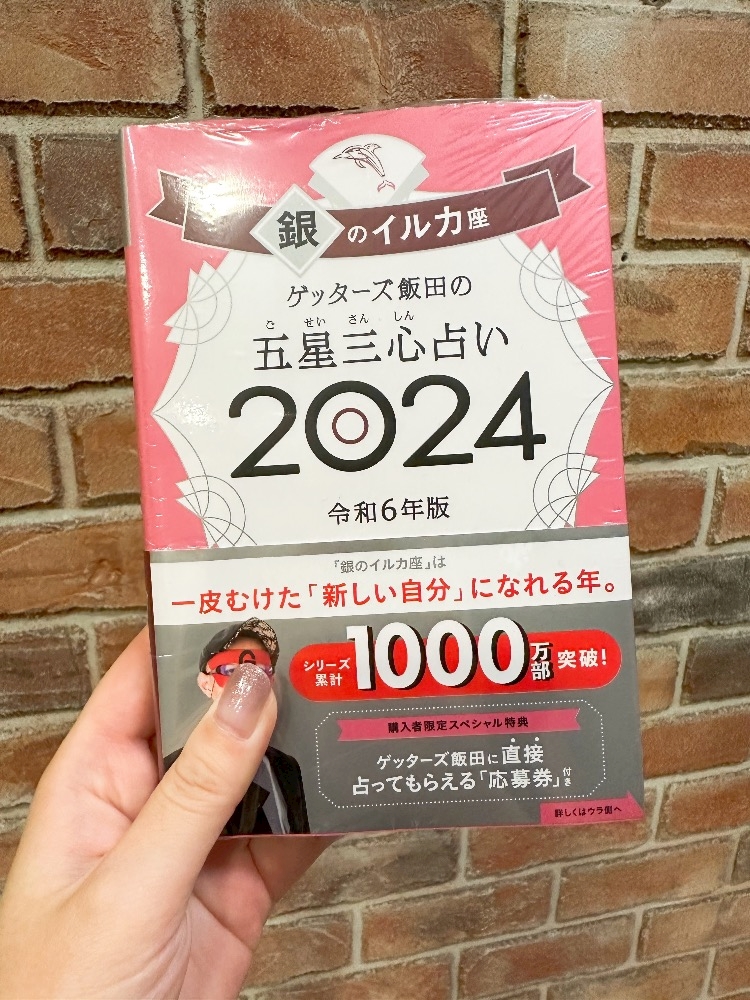 銀のイルカ座
ゲッターズ飯田の
ご せい さん しん
五星三心占い
2024
令和6年版
「銀のイルカ座」は
一皮むけた「新しい自分」になれる年。
G
シリーズ累計1000万部突破!
購入者限定スペシャル特典
ゲッターズ飯田に直接
占ってもらえる「応募券」付き
詳しくはウラ側へ